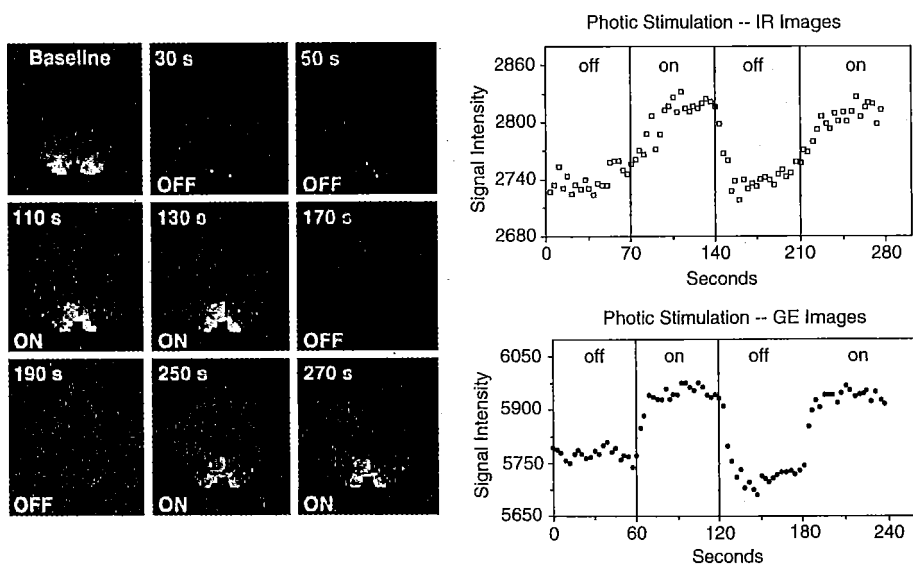 Baseline
30 s
OFF
50 s
OFF
110 s
ON
130 s
ON
170 s
OFF
190 s
OFF
250 s
ON
270 s
ON
Photic Stimulation -- IR Images
off on off on
Signal Intensity
2860
2800
2740
2680
0 70 140 210 280
Seconds
Photic Stimulation -- GE Images
off on off on
Signal Intensity
6050
5900
5750
5650
0 60 120 180 240
Seconds